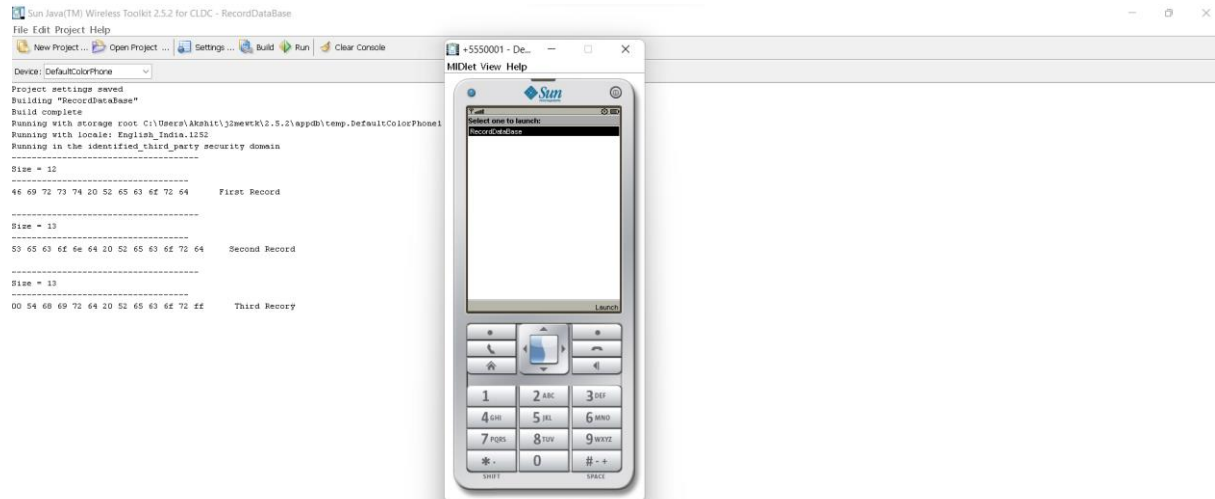 Sun Java(TM) Wireless Toolkit 2.5.2 for CLDC - RecordDataBase
File Edit Project Help
New Project ... Open Project ... Settings ... Build Run Clear Console
Device: DefaultColorPhone
Project settings saved
Building "RecordDataBase"
Build complete
Running with storage root C:\Users\Akshit\j2mewtk\2.5.2\appdb\temp.DefaultColorPhone1
Running with locale: English_India.1252
Running in the identified_third_party security domain
-------------------------------------
Size = 12
-----------------------------------
46 69 72 73 74 20 52 65 63 6f 72 64 First Record
-------------------------------------
Size = 13
-----------------------------------
53 65 63 6f 6e 64 20 52 65 63 6f 72 64 Second Record
-------------------------------------
Size = 13
-----------------------------------
00 54 68 69 72 64 20 52 65 63 6f 72 ff Third Recorÿ
+5550001 - De...
MIDlet View Help
Sun
Select one to launch:
RecordDataBase
Launch
1 2 ABC 3 DEF
4 GHI 5 JKL 6 MNO
7 PQRS 8 TUV 9 WXYZ
* . 0 # - +
SHIFT SPACE